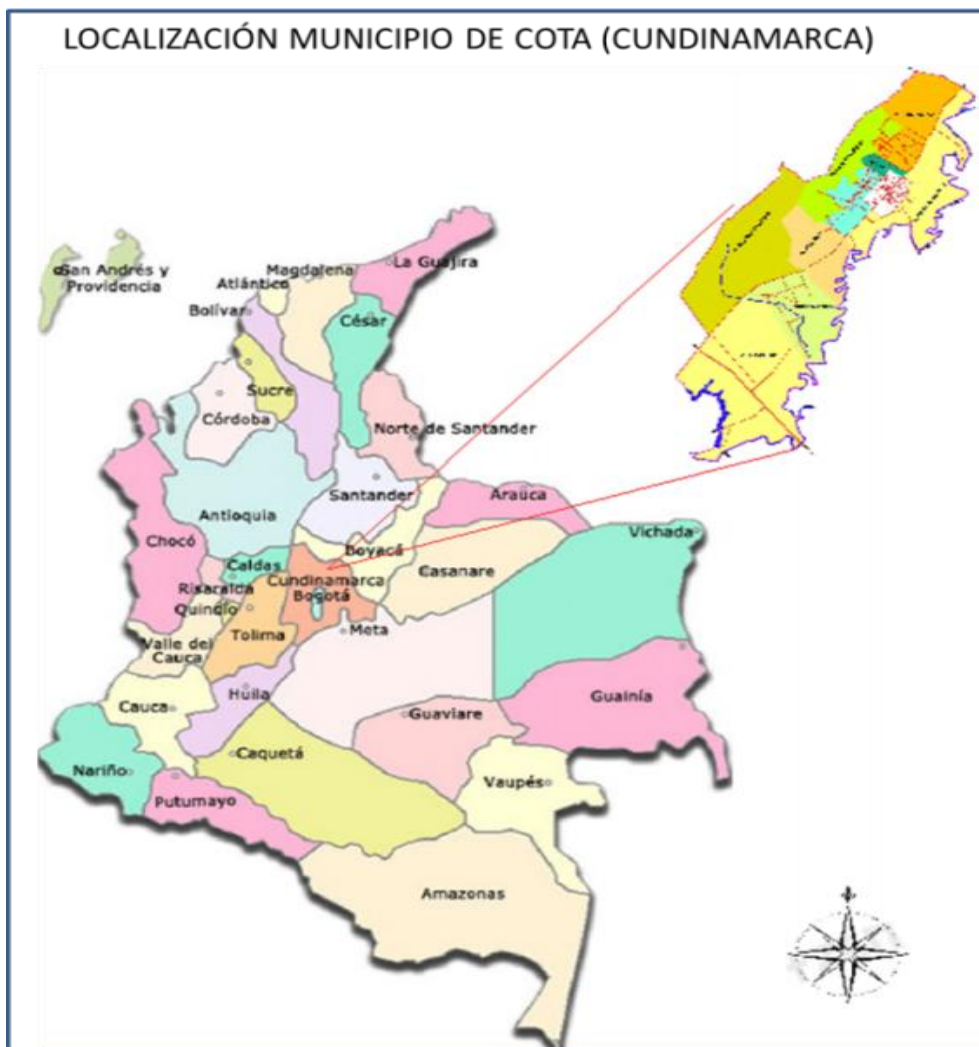 LOCALIZACIÓN MUNICIPIO DE COTA (CUNDINAMARCA)
San Andrés y
Providencia
La Guajira
Magdalena
Atlántico
Bolívar
César
Sucre
Córdoba
Norte de Santander
Santander
Antioquia
Arauca
Vichada
Chocó
Boyacá
Caldas
Casanare
Cundinamarca
Risaralda
Bogotá
Quindío
Tolima
Meta
Valle del
Cauca
Huila
Guainía
Cauca
Guaviare
Caquetá
Nariño
Vaupés
Putumayo
Amazonas